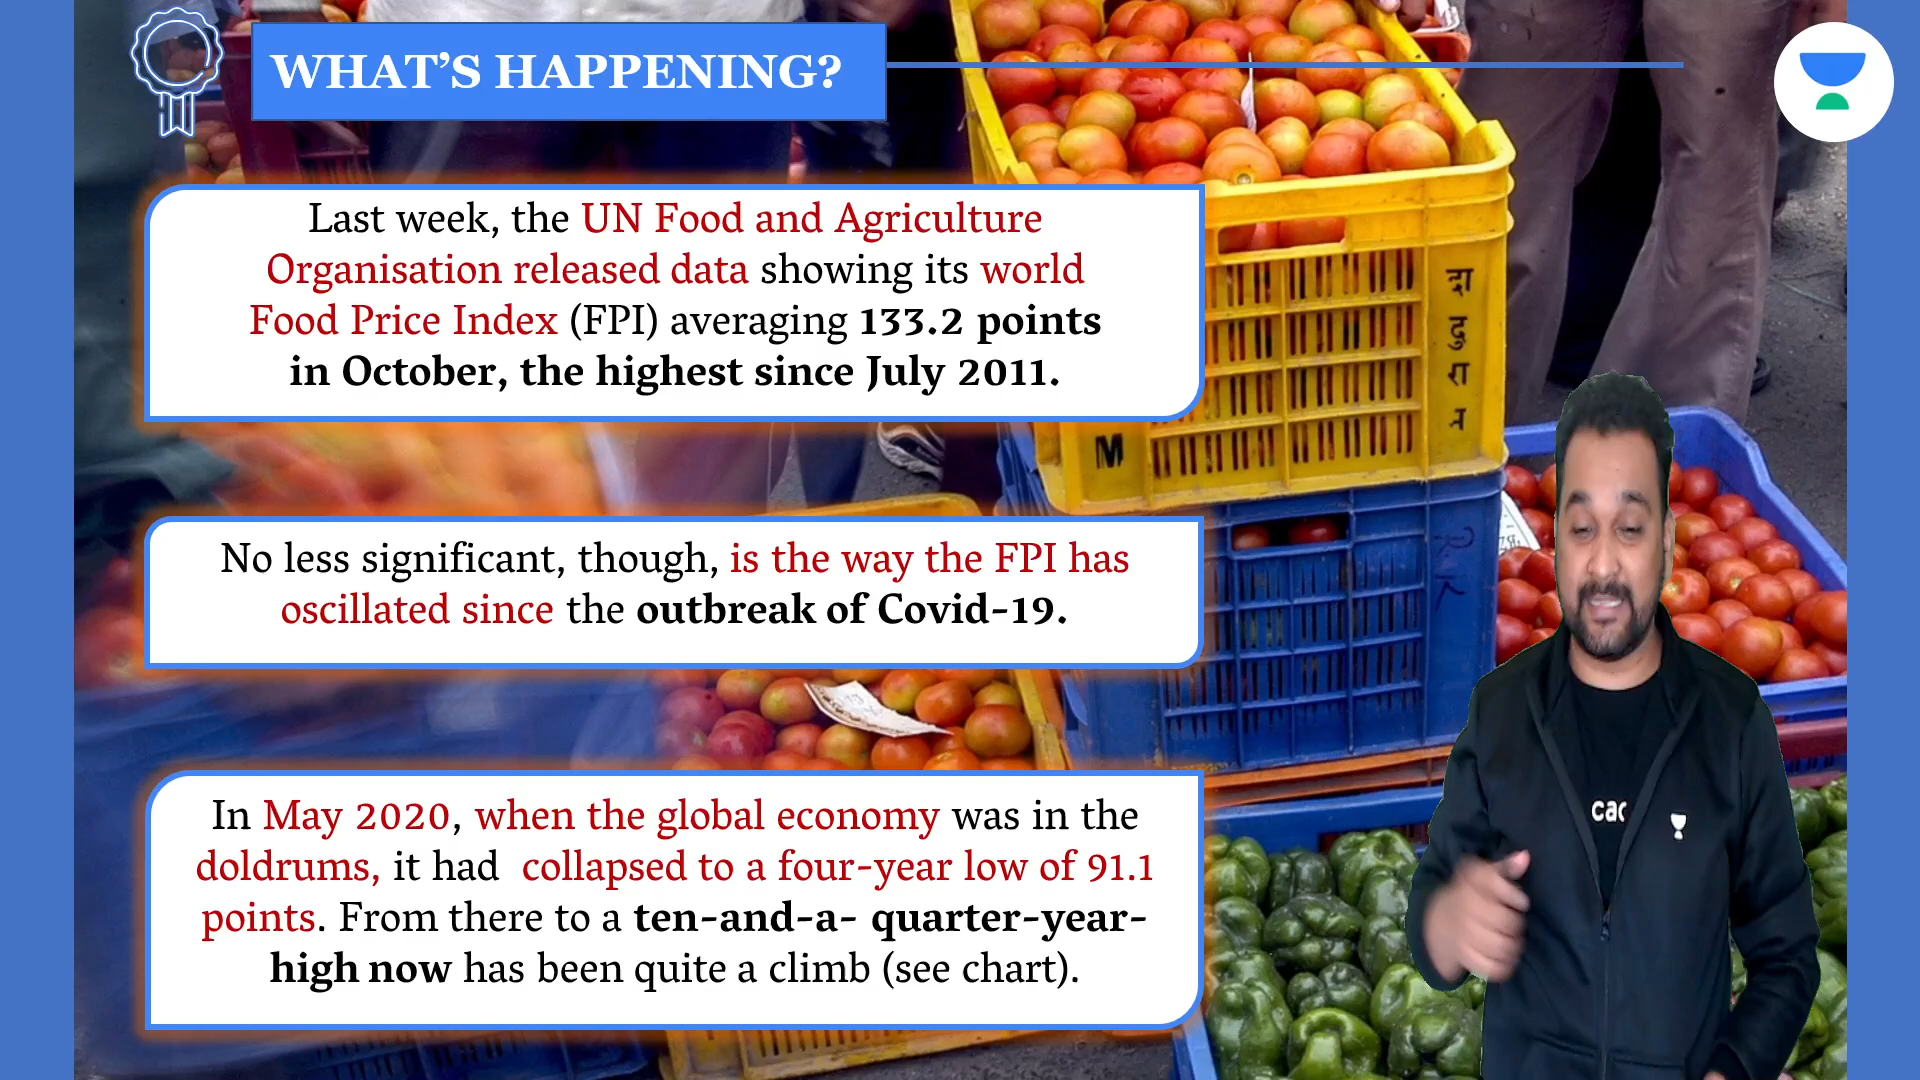 WHAT’S HAPPENING?
Last week, the UN Food and Agriculture
Organisation released data showing its world
Food Price Index (FPI) averaging 133.2 points
in October, the highest since July 2011.
No less significant, though, is the way the FPI has
oscillated since the outbreak of Covid-19.
In May 2020, when the global economy was in the
doldrums, it had collapsed to a four-year low of 91.1
points. From there to a ten-and-a- quarter-year-
high now has been quite a climb (see chart).
दा
दु
रा
M